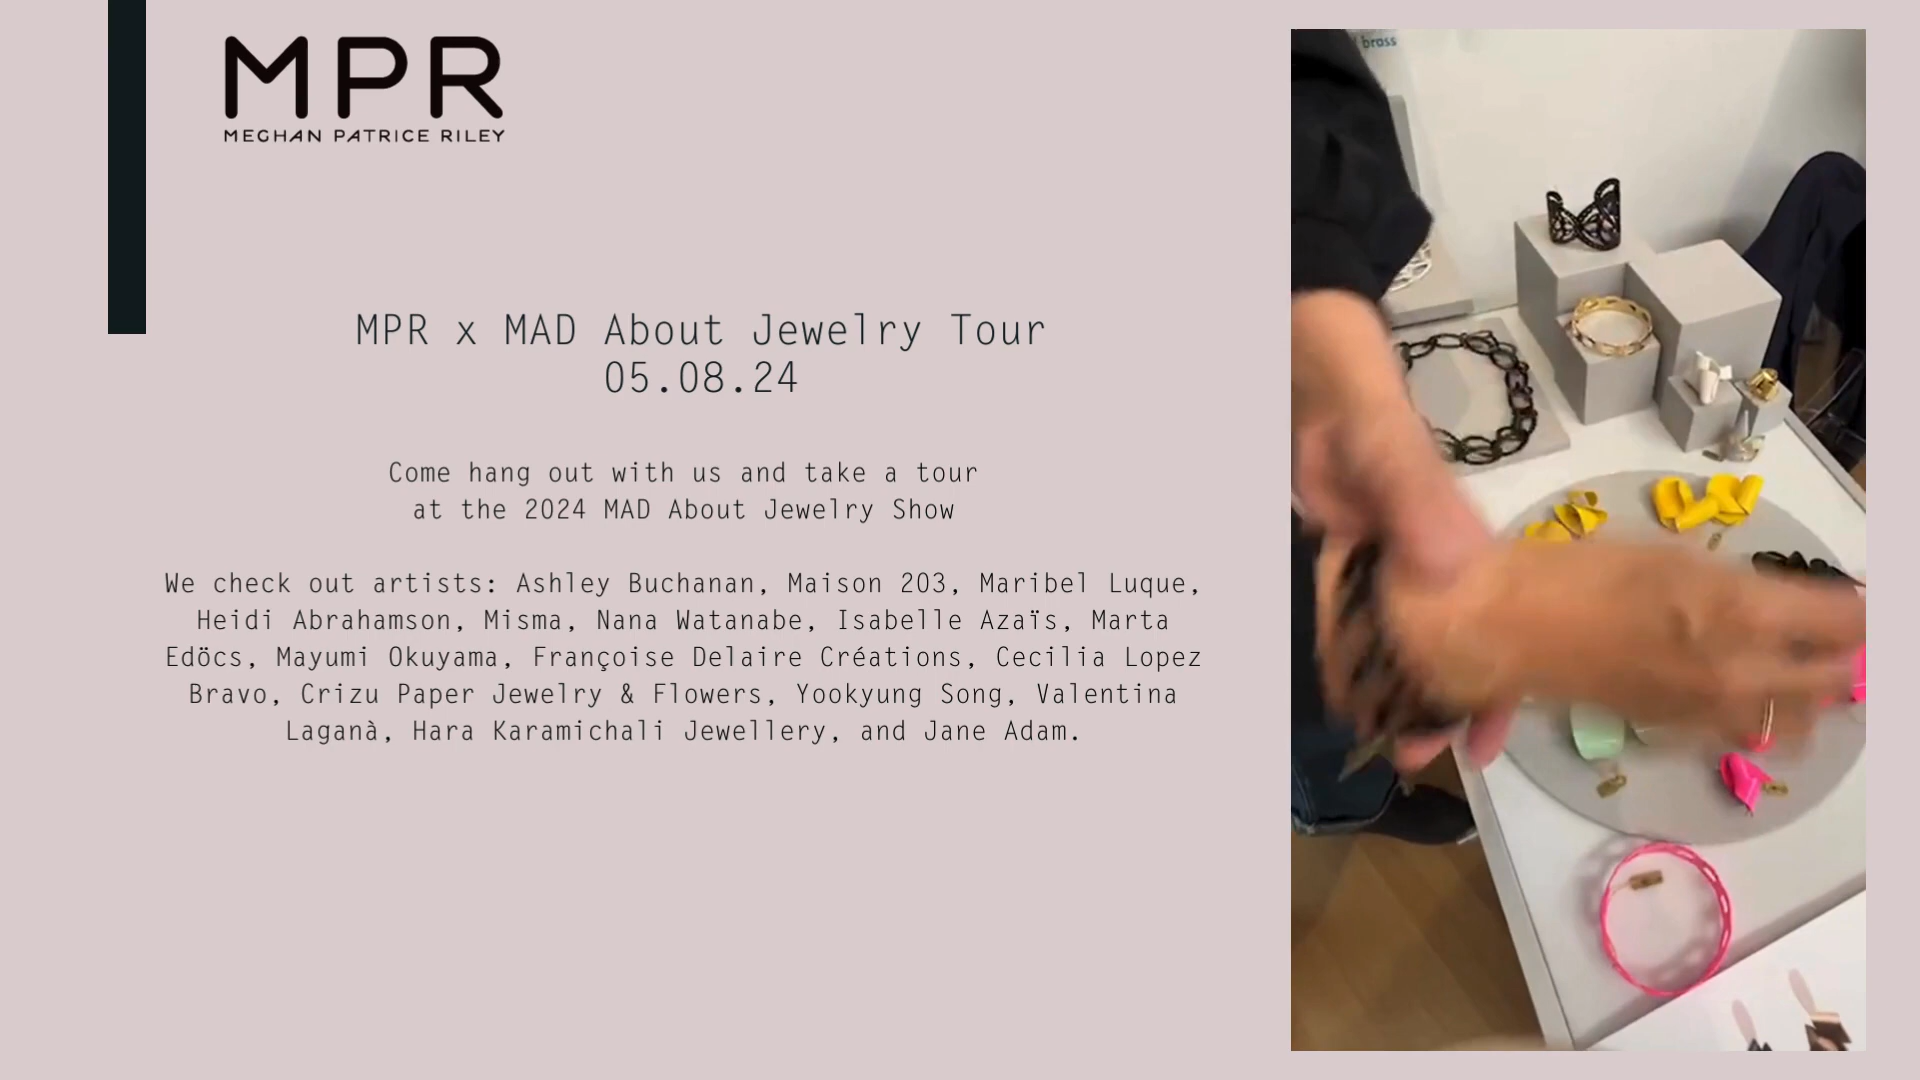 MPR
MEGHAN PATRICE RILEY
MPR x MAD About Jewelry Tour
05.08.24
Come hang out with us and take a tour
at the 2024 MAD About Jewelry Show
We check out artists: Ashley Buchanan, Maison 203, Maribel Luque,
Heidi Abrahamson, Misma, Nana Watanabe, Isabelle Azaïs, Marta
Edöcs, Mayumi Okuyama, Françoise Delaire Créations, Cecilia Lopez
Bravo, Crizu Paper Jewelry & Flowers, Yookyung Song, Valentina
Laganà, Hara Karamichali Jewellery, and Jane Adam.
brass